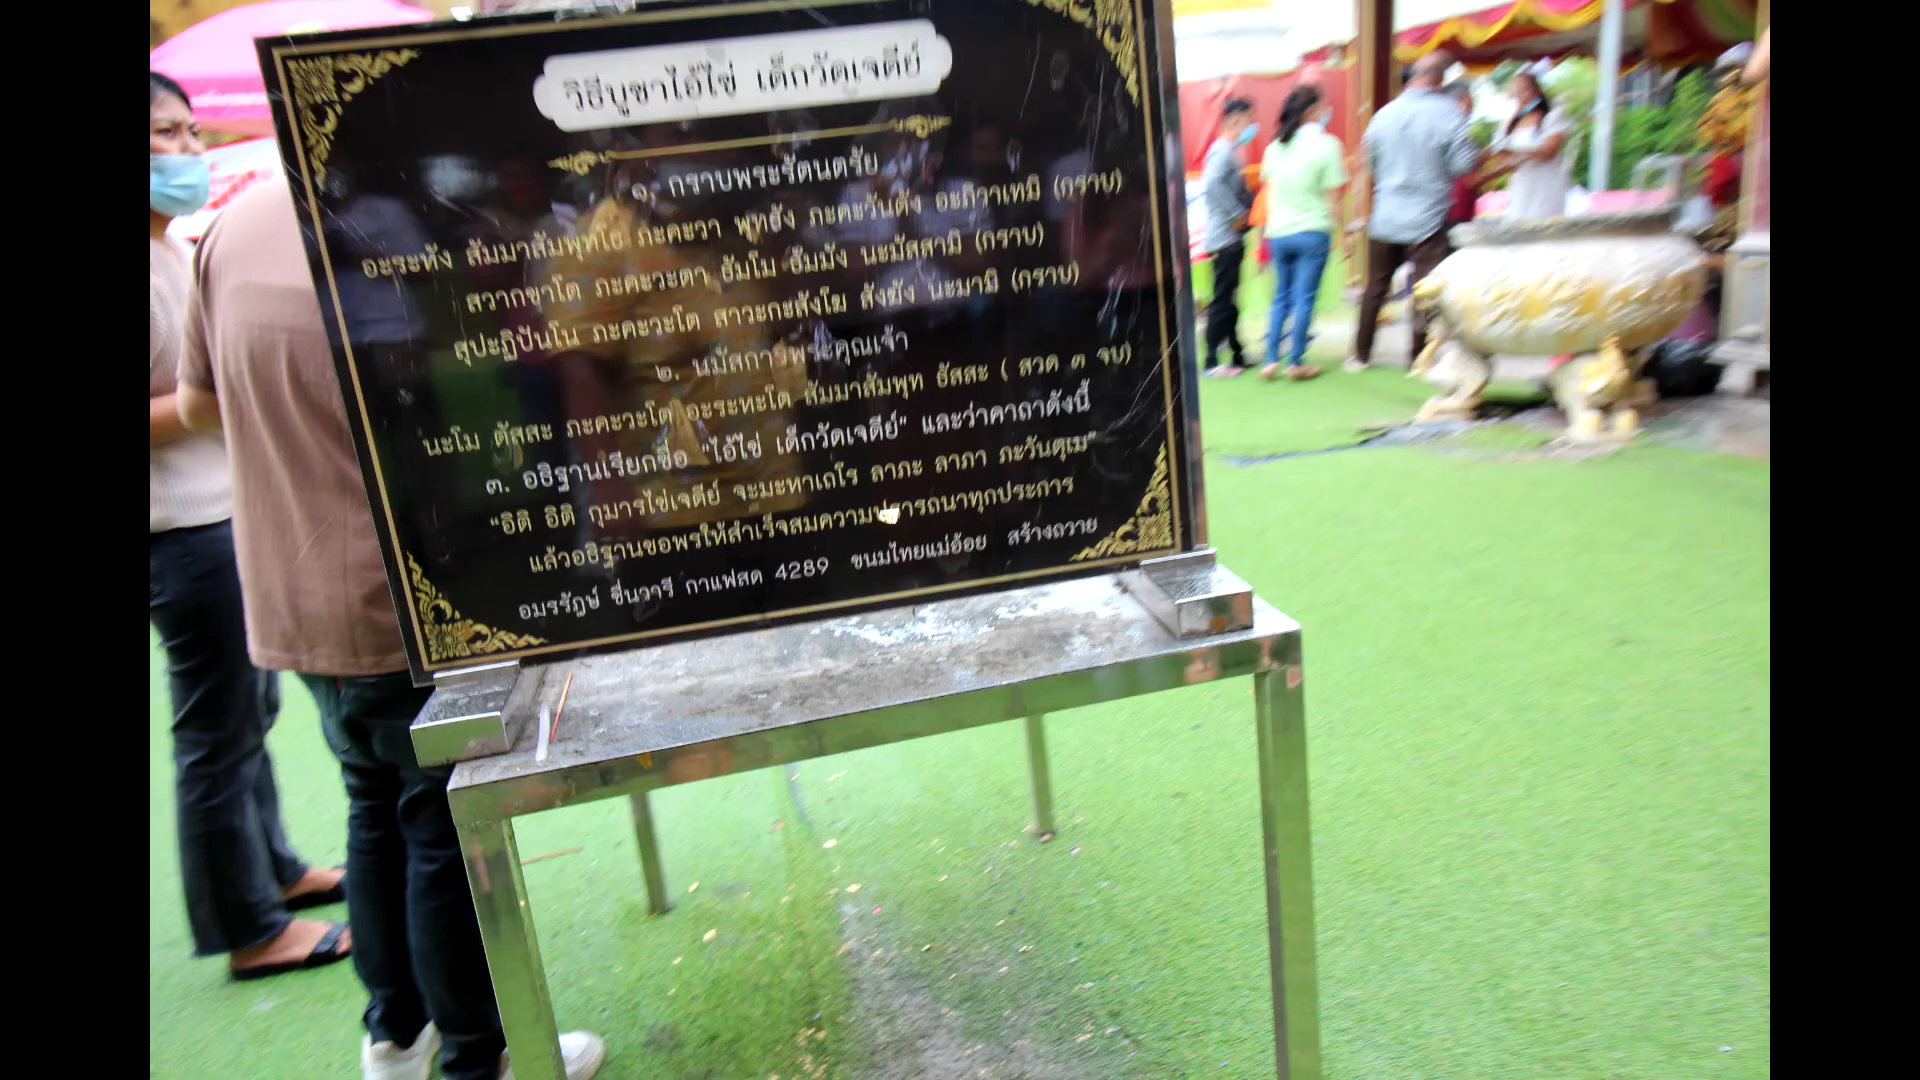 วิธีบูชาไอ้ไข่ เด็กวัดเจดีย์
๑. กราบพระรัตนตรัย
อะระหัง สัมมาสัมพุทโธ ภะคะวา พุทธัง ภะคะวันตัง อะภิวาเทมิ (กราบ)
สวากขาโต ภะคะวะตา ธัมโม ธัมมัง นะมัสสามิ (กราบ)
สุปะฏิปันโน ภะคะวะโต สาวะกะสังโฆ สังฆัง นะมามิ (กราบ)
๒. นมัสการพระคุณเจ้า
นะโม ตัสสะ ภะคะวะโต อะระหะโต สัมมาสัมพุท ธัสสะ ( สวด ๓ จบ)
๓. อธิฐานเรียกชื่อ "ไอ้ไข่ เด็กวัดเจดีย์" และว่าคาถาดังนี้
"อิติ อิติ กุมารไข่เจดีย์ จะมะหาเถโร ลาภะ ลาภา ภะวันตุเม"
แล้วอธิฐานขอพรให้สำเร็จสมความปรารถนาทุกประการ
อมรรัฏษ์ ชื่นวารี กาแฟสด 4289 ขนมไทยแม่อ้อย สร้างถวาย